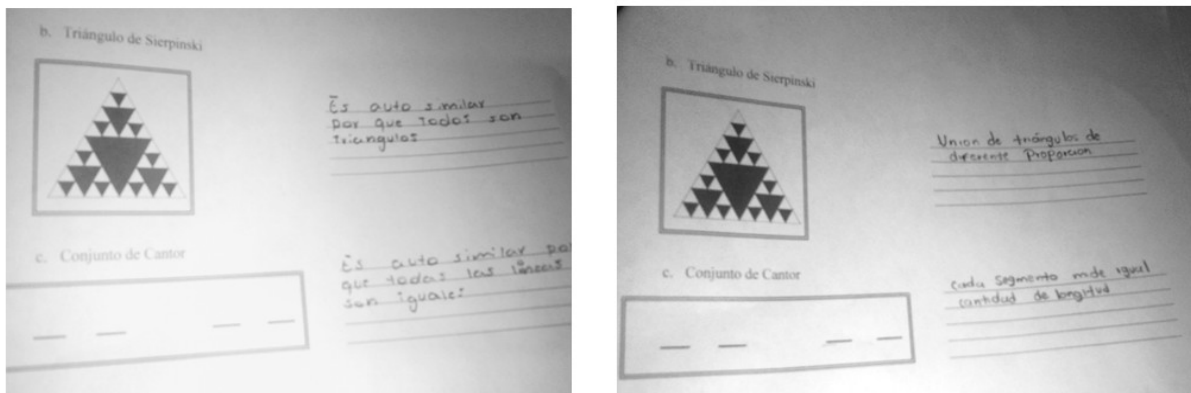 b. Triángulo de Sierpinski
Es auto similar
por que todos son
triangulos
c. Conjunto de Cantor
Es auto similar po
que todas las líneas
son iguales
b. Triángulo de Sierpinski
Union de triángulos de
diferente Proporcion
c. Conjunto de Cantor
Cada segmento mide igual
cantidad de longitud